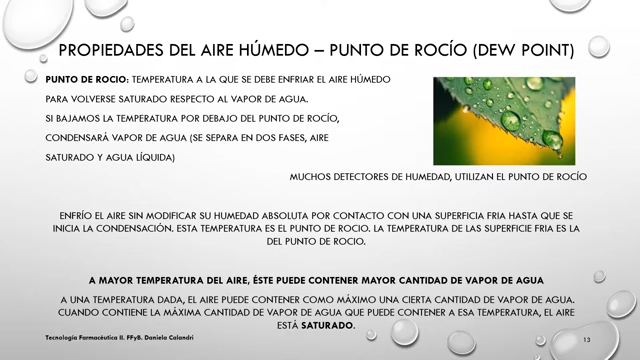 PROPIEDADES DEL AIRE HÚMEDO – PUNTO DE ROCÍO (DEW POINT)
PUNTO DE ROCIO: TEMPERATURA A LA QUE SE DEBE ENFRIAR EL AIRE HÚMEDO
PARA VOLVERSE SATURADO RESPECTO AL VAPOR DE AGUA.
SI BAJAMOS LA TEMPERATURA POR DEBAJO DEL PUNTO DE ROCÍO,
CONDENSARÁ VAPOR DE AGUA (SE SEPARA EN DOS FASES, AIRE
SATURADO Y AGUA LÍQUIDA)
MUCHOS DETECTORES DE HUMEDAD, UTILIZAN EL PUNTO DE ROCÍO
ENFRÍO EL AIRE SIN MODIFICAR SU HUMEDAD ABSOLUTA POR CONTACTO CON UNA SUPERFICIE FRIA HASTA QUE SE
INICIA LA CONDENSACIÓN. ESTA TEMPERATURA ES EL PUNTO DE ROCIO. LA TEMPERATURA DE LAS SUPERFICIE FRIA ES LA
DEL PUNTO DE ROCIO.
A MAYOR TEMPERATURA DEL AIRE, ÉSTE PUEDE CONTENER MAYOR CANTIDAD DE VAPOR DE AGUA
A UNA TEMPERATURA DADA, EL AIRE PUEDE CONTENER COMO MÁXIMO UNA CIERTA CANTIDAD DE VAPOR DE AGUA.
CUANDO CONTIENE LA MÁXIMA CANTIDAD DE VAPOR DE AGUA QUE PUEDE CONTENER A ESA TEMPERATURA, EL AIRE
ESTÁ SATURADO.
Tecnología Farmacéutica II. FFyB. Daniela Calandri
13